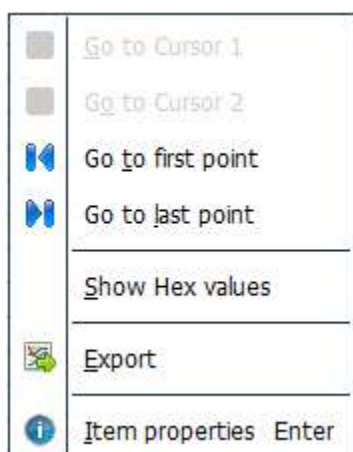 Go to Cursor 1
Go to Cursor 2
Go to first point
Go to last point
Show Hex values
Export
Item properties Enter